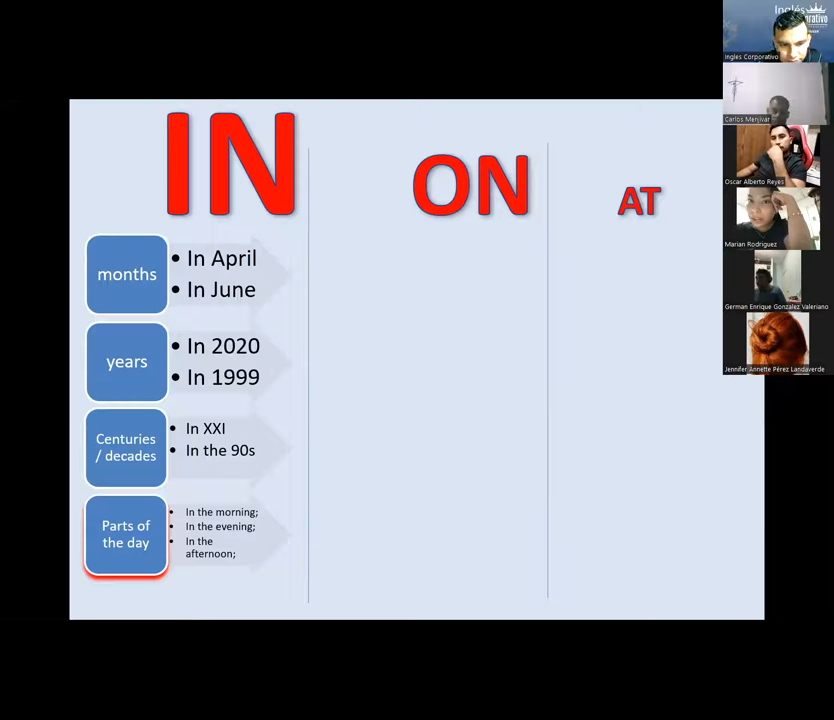 IN
ON
AT
months
• In April
• In June
years
• In 2020
• In 1999
Centuries
/ decades
• In XXI
• In the 90s
Parts of
the day
• In the morning;
• In the evening;
• In the
afternoon;
Inglés
Ingles Corporativo
Carlos Menjivar
Oscar Alberto Reyes
Marian Rodriguez
German Enrique González Valeriano
Jennifer Annette Pérez Landaverde